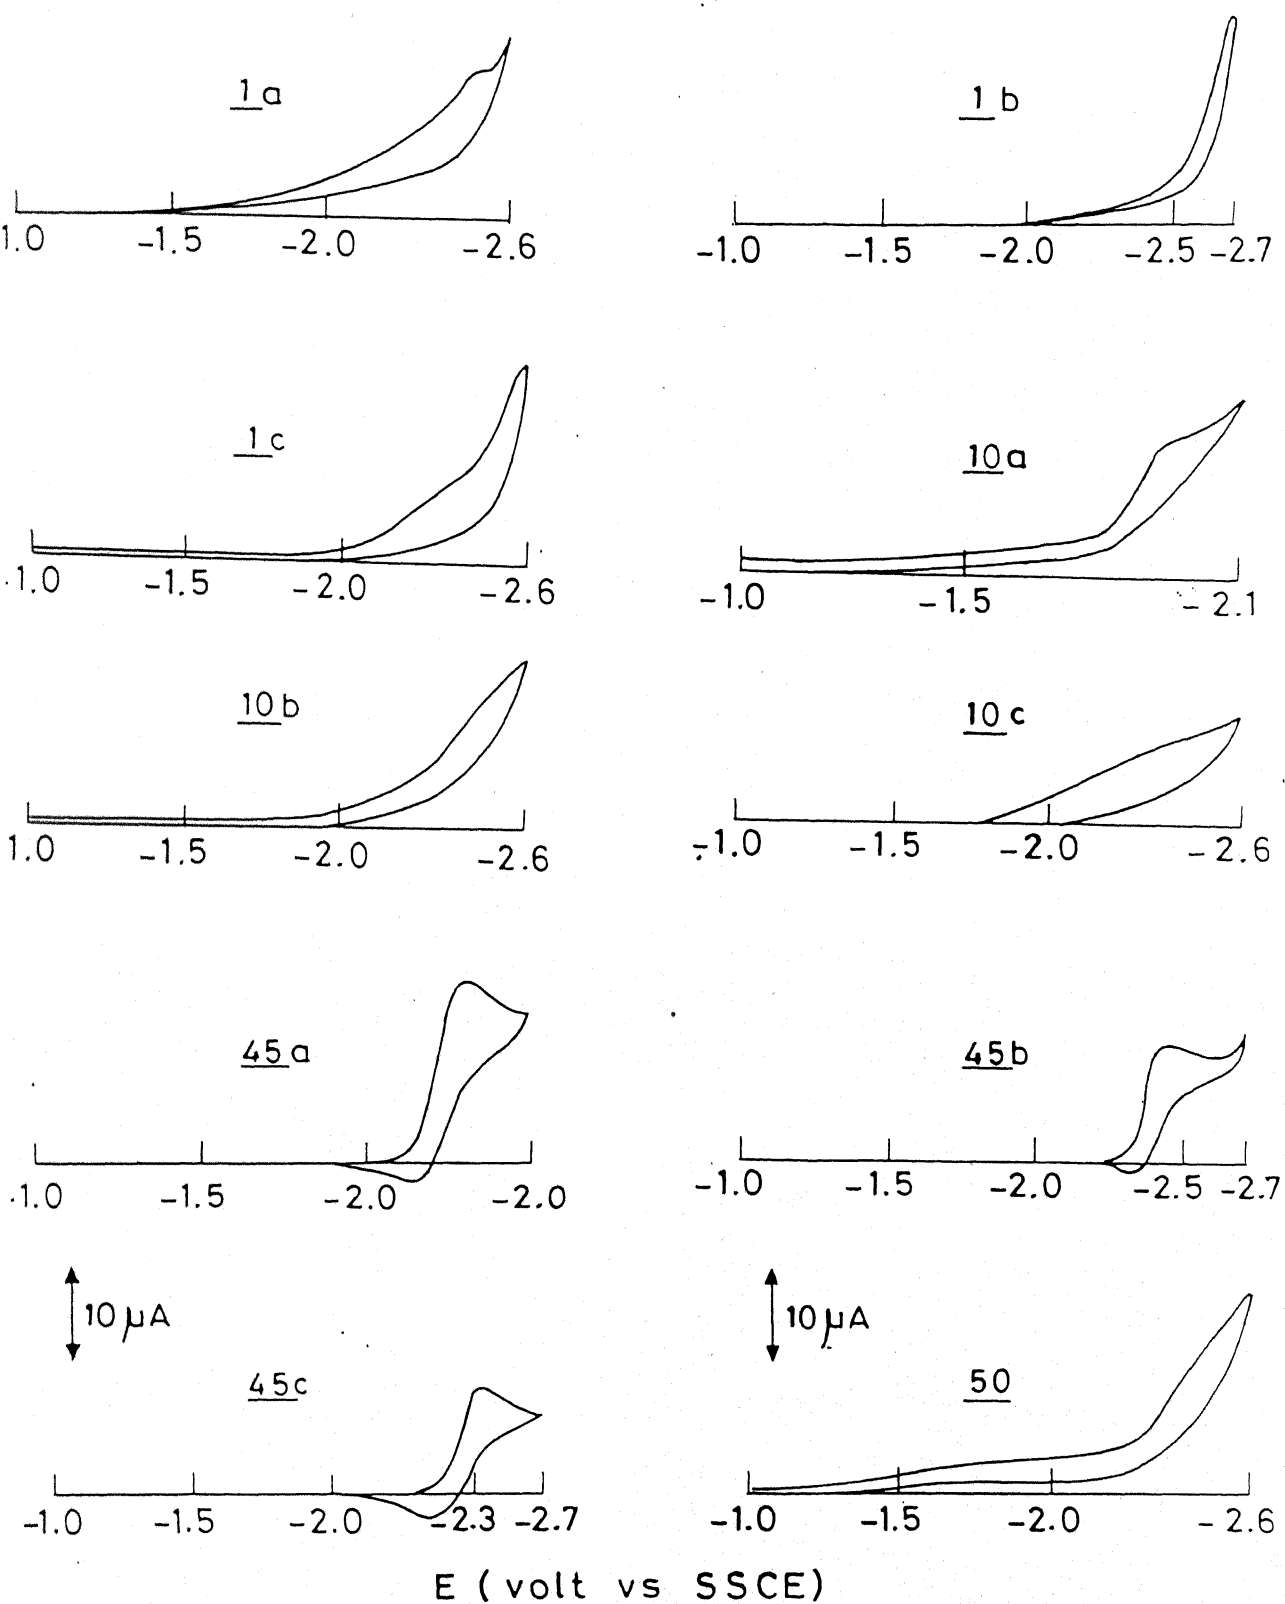 1a
1.0 -1.5 -2.0 -2.6
1b
-1.0 -1.5 -2.0 -2.5 -2.7
1c
-1.0 -1.5 -2.0 -2.6
10a
-1.0 -1.5 -2.1
10b
1.0 -1.5 -2.0 -2.6
10c
-1.0 -1.5 -2.0 -2.6
45a
-1.0 -1.5 -2.0 -2.0
45b
-1.0 -1.5 -2.0 -2.5 -2.7
10 µA
45c
-1.0 -1.5 -2.0 -2.3 -2.7
10 µA
50
-1.0 -1.5 -2.0 -2.6
E ( volt vs SSCE)